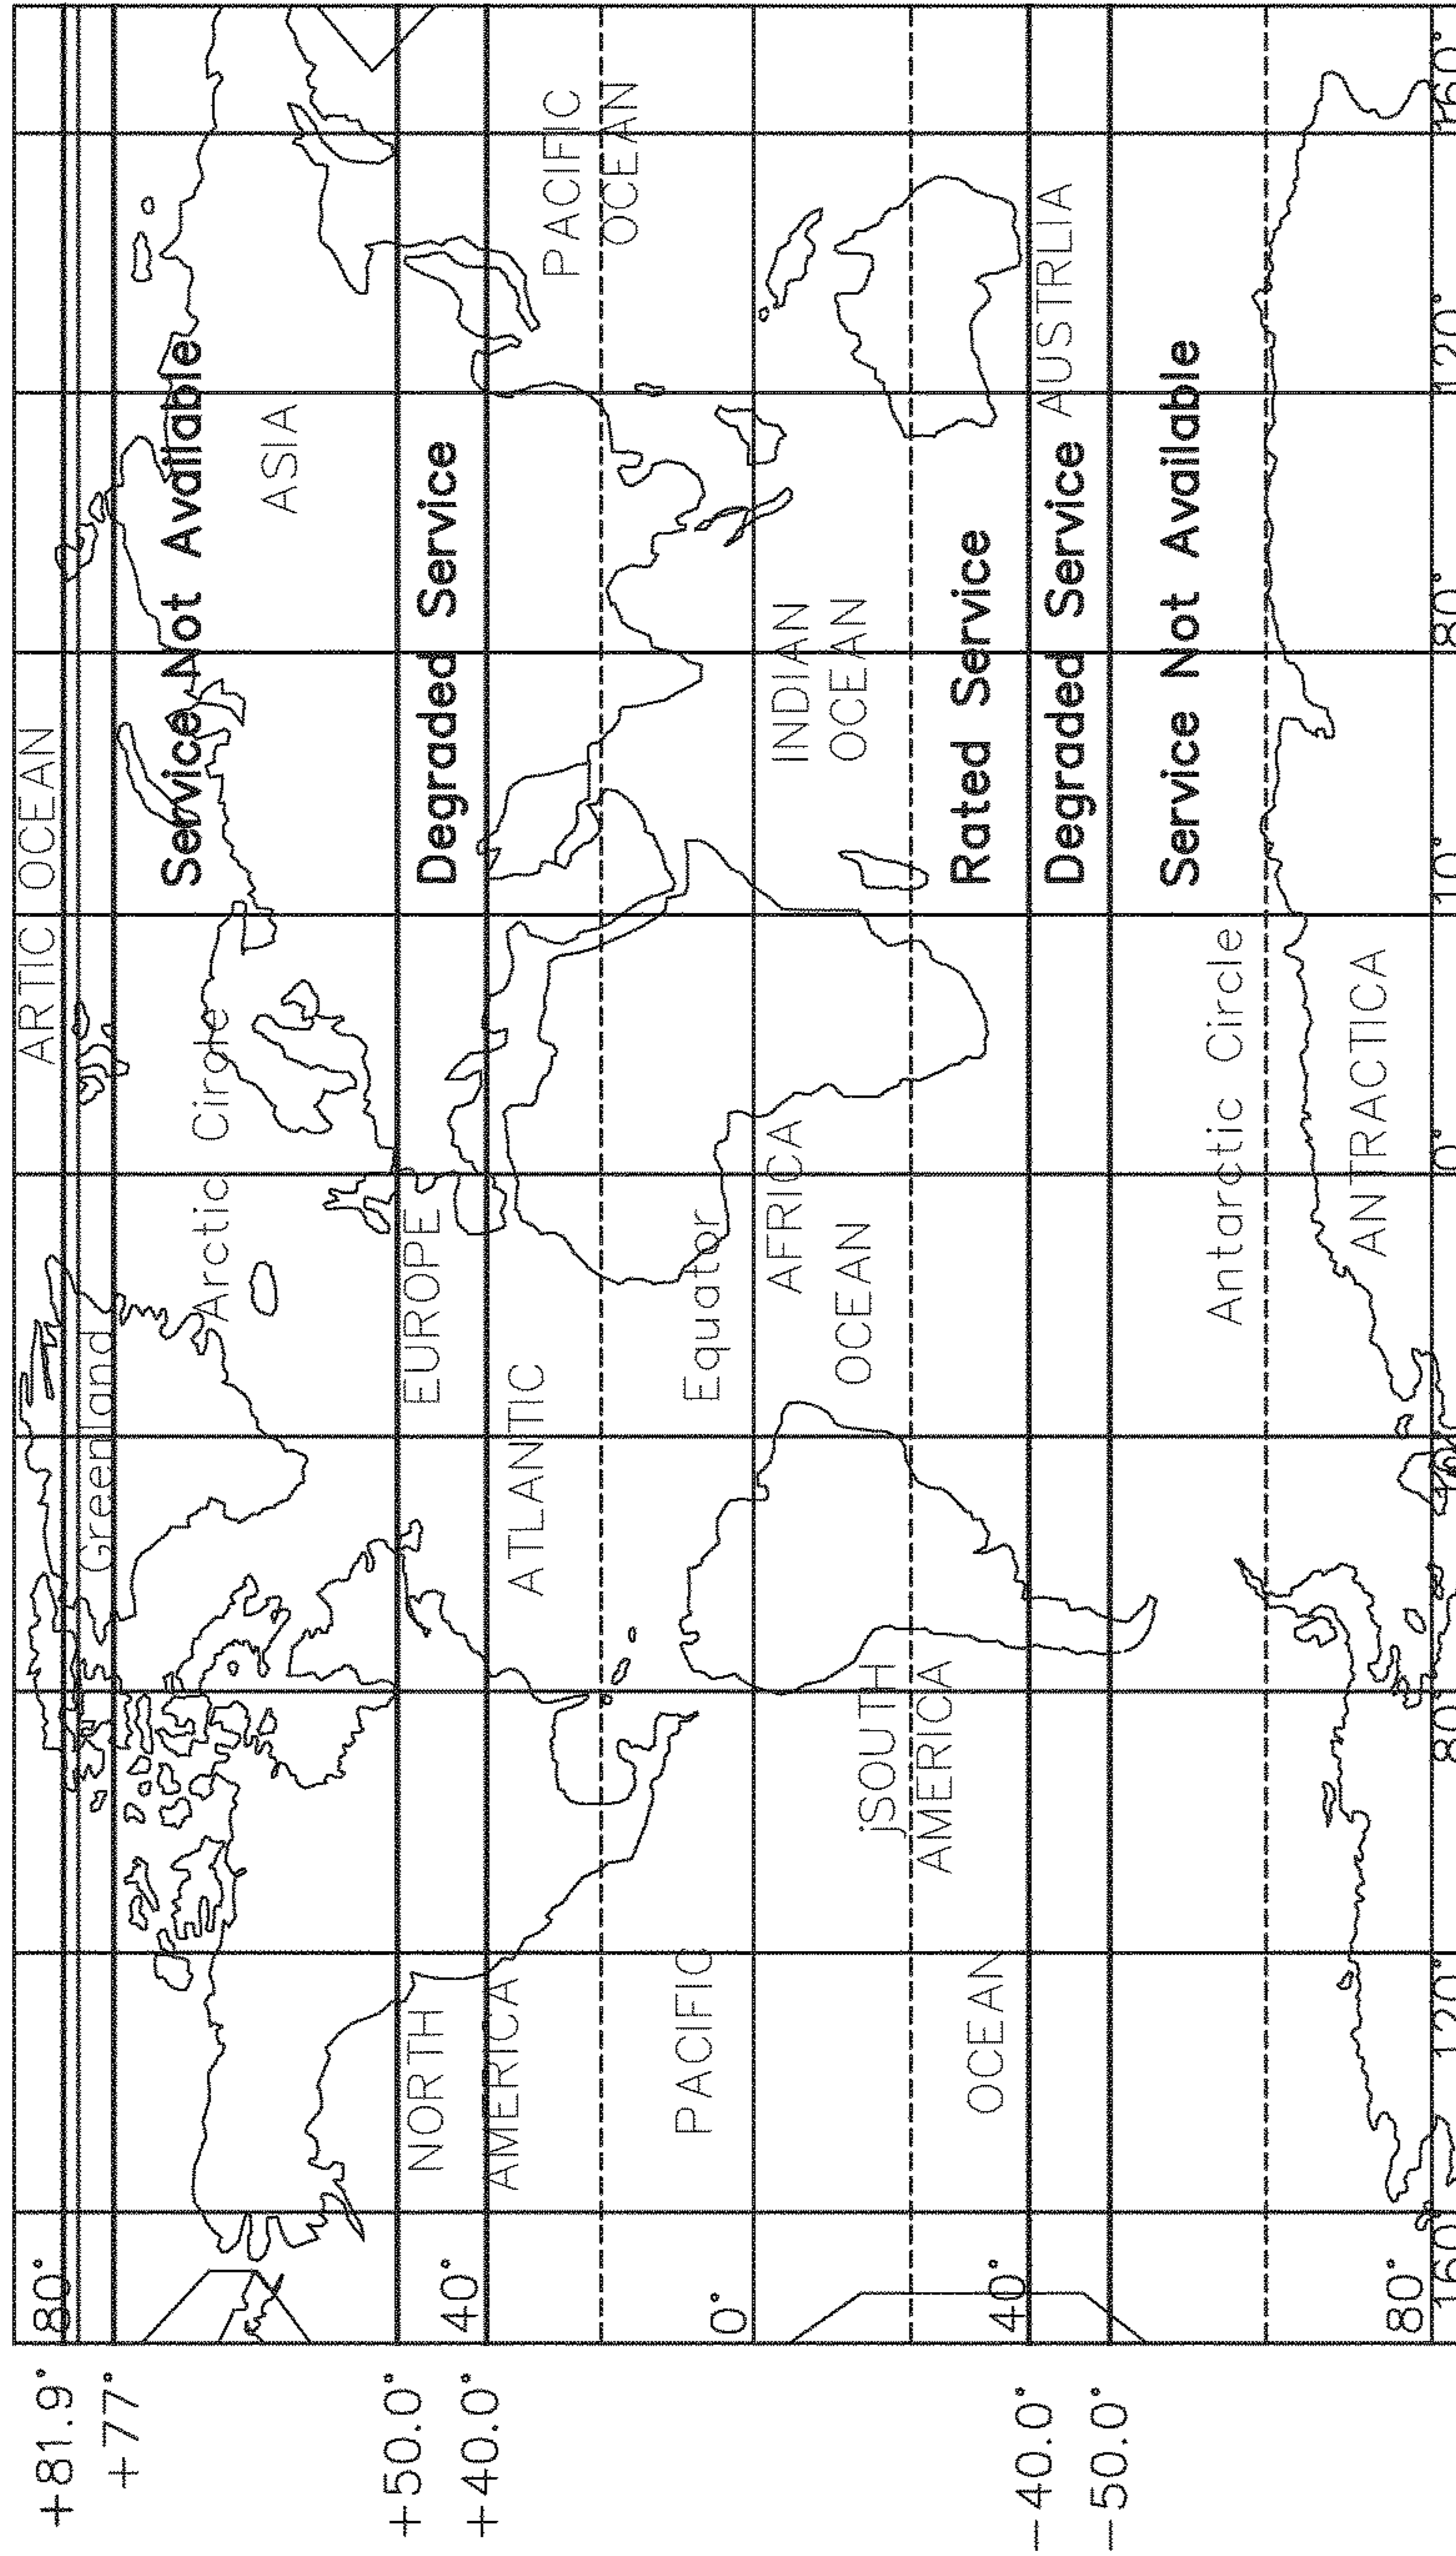 +81.9°
+77°
+50.0°
+40.0°
-40.0°
-50.0°
80°
40°
0°
40°
80°
160°
120°
80°
0°
10°
80°
120°
160°
ARTIC OCEAN
Greenland
Arctic Circle
Service Not Available
ASIA
EUROPE
Degraded Service
NORTH
AMERICA
ATLANTIC
PACIFIC
OCEAN
PACIFIC
Equator
AFRICA
OCEAN
INDIAN
OCEAN
jSOUTH
AMERICA
OCEAN
Rated Service
Degraded Service
AUSTRLIA
Service Not Available
Antarctic Circle
ANTRACTICA